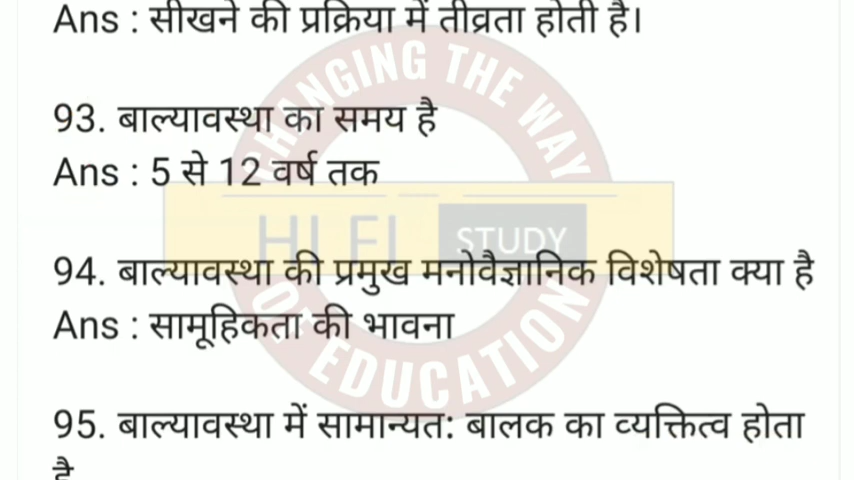 Ans : सीखने की प्रक्रिया में तीव्रता होती है।
93. बाल्यावस्था का समय है
Ans : 5 से 12 वर्ष तक
94. बाल्यावस्था की प्रमुख मनोवैज्ञानिक विशेषता क्या है
Ans : सामूहिकता की भावना
95. बाल्यावस्था में सामान्यत: बालक का व्यक्तित्व होता
है
CHANGING THE WAY
STUDY
OF EDUCATION